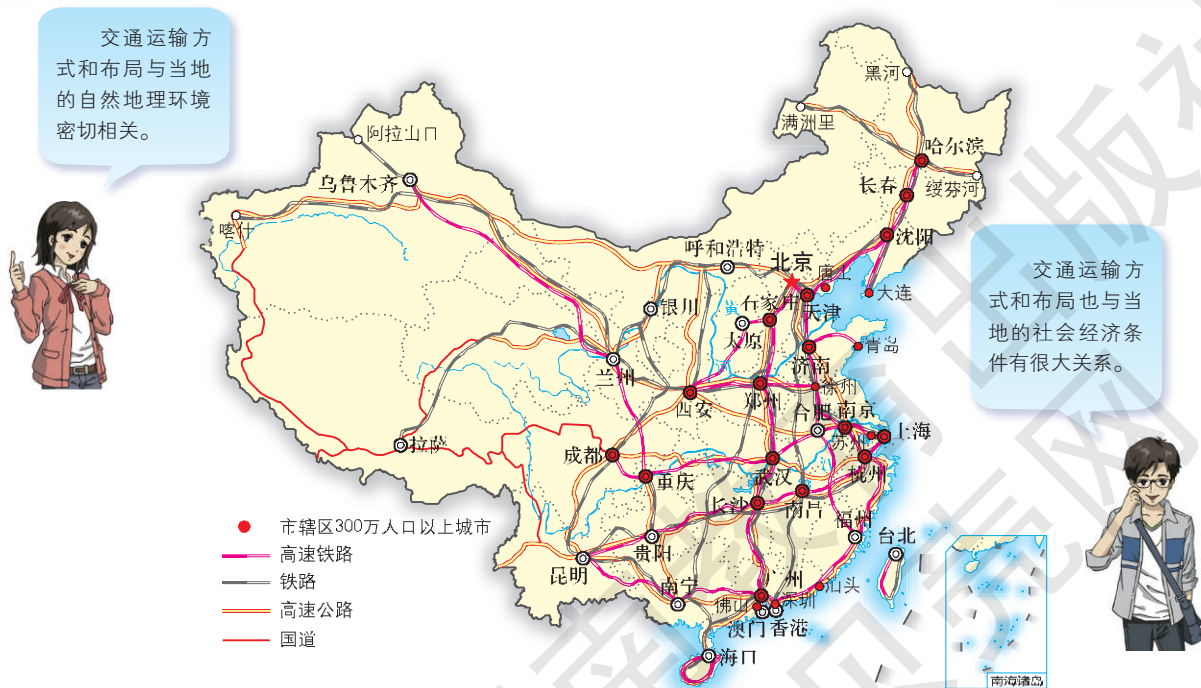 交通运输方
式和布局与当地
的自然地理环境
密切相关。
交通运输方
式和布局也与当
地的社会经济条
件有很大关系。
黑河
满洲里
哈尔滨
绥芬河
长春
沈阳
阿拉山口
乌鲁木齐
喀什
呼和浩特
北京
唐山
大连
天津
石家庄
银川
黄
太原
济南
青岛
兰州
西安
郑州
徐州
合肥
南京
苏州
上海
拉萨
成都
重庆
武汉
杭州
长沙
南昌
福州
台北
贵阳
昆明
南宁
广州
汕头
佛山
深圳
澳门
香港
海口
市辖区300万人口以上城市
高速铁路
铁路
高速公路
国道
南海诸岛